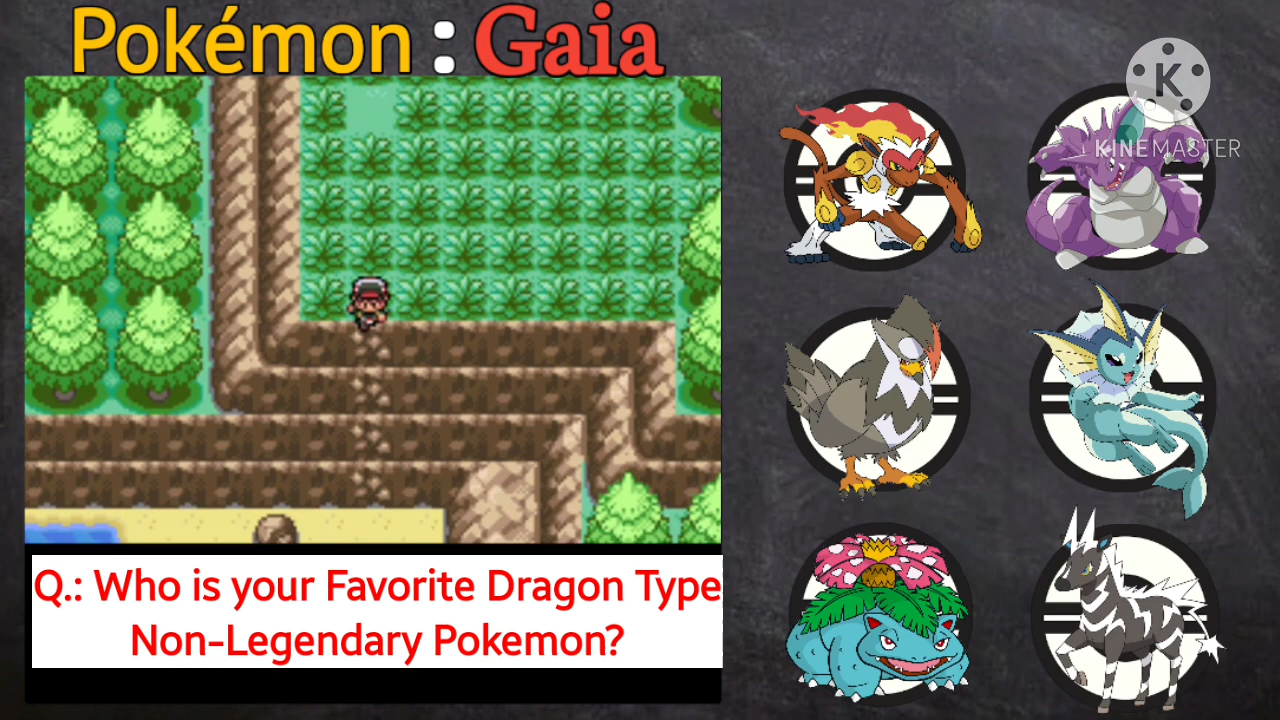 Pokémon : Gaia
K
KINEMASTER
Q.: Who is your Favorite Dragon Type
Non-Legendary Pokemon?